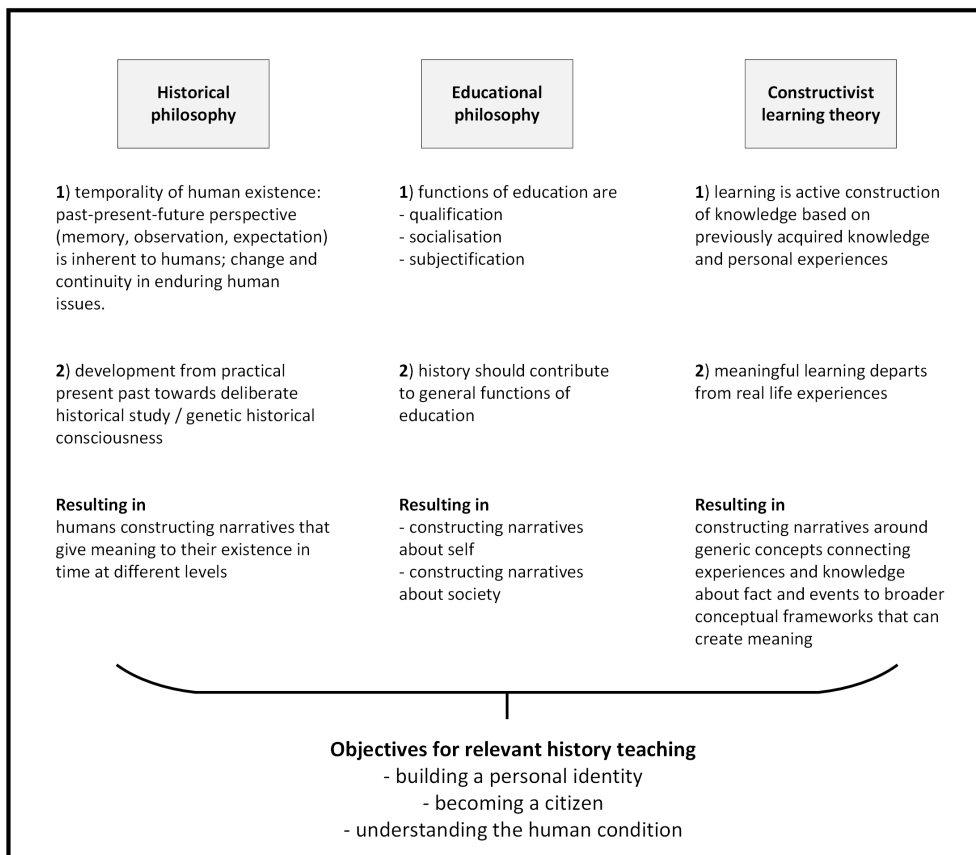 Historical
philosophy
1) temporality of human existence:
past-present-future perspective
(memory, observation, expectation)
is inherent to humans; change and
continuity in enduring human
issues.
2) development from practical
present past towards deliberate
historical study / genetic historical
consciousness
Resulting in
humans constructing narratives that
give meaning to their existence in
time at different levels
Educational
philosophy
1) functions of education are
- qualification
- socialisation
- subjectification
2) history should contribute
to general functions of
education
Resulting in
- constructing narratives
about self
- constructing narratives
about society
Constructivist
learning theory
1) learning is active construction
of knowledge based on
previously acquired knowledge
and personal experiences
2) meaningful learning departs
from real life experiences
Resulting in
constructing narratives around
generic concepts connecting
experiences and knowledge
about fact and events to broader
conceptual frameworks that can
create meaning
Objectives for relevant history teaching
- building a personal identity
- becoming a citizen
- understanding the human condition